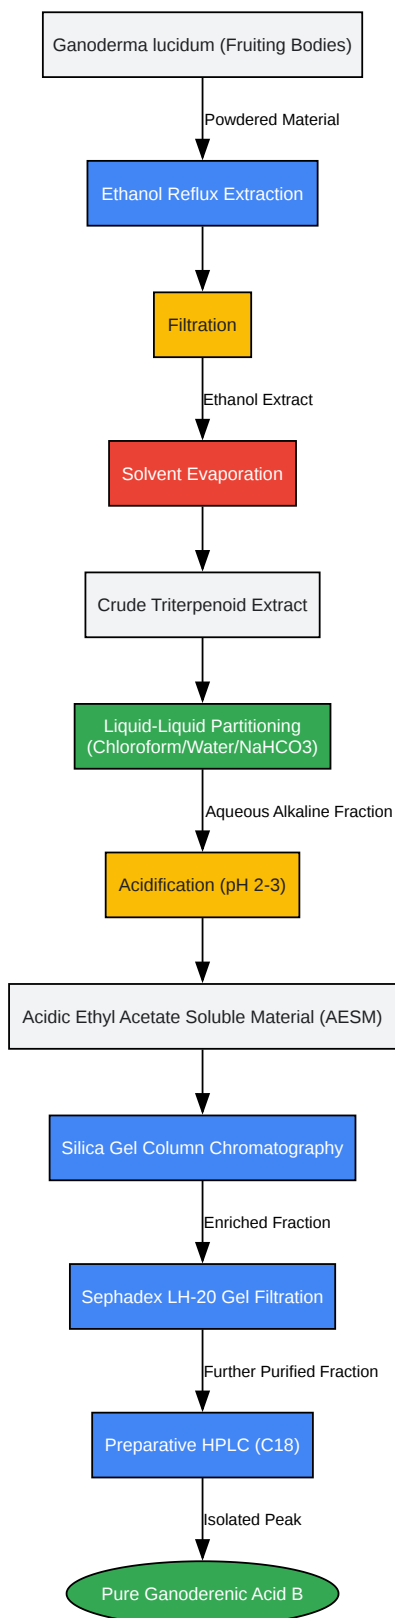 Ganoderma lucidum (Fruiting Bodies)
Powdered Material
Ethanol Reflux Extraction
Filtration
Ethanol Extract
Solvent Evaporation
Crude Triterpenoid Extract
Liquid-Liquid Partitioning
(Chloroform/Water/NaHCO3)
Aqueous Alkaline Fraction
Acidification (pH 2-3)
Acidic Ethyl Acetate Soluble Material (AESM)
Silica Gel Column Chromatography
Enriched Fraction
Sephadex LH-20 Gel Filtration
Further Purified Fraction
Preparative HPLC (C18)
Isolated Peak
Pure Ganoderenic Acid B